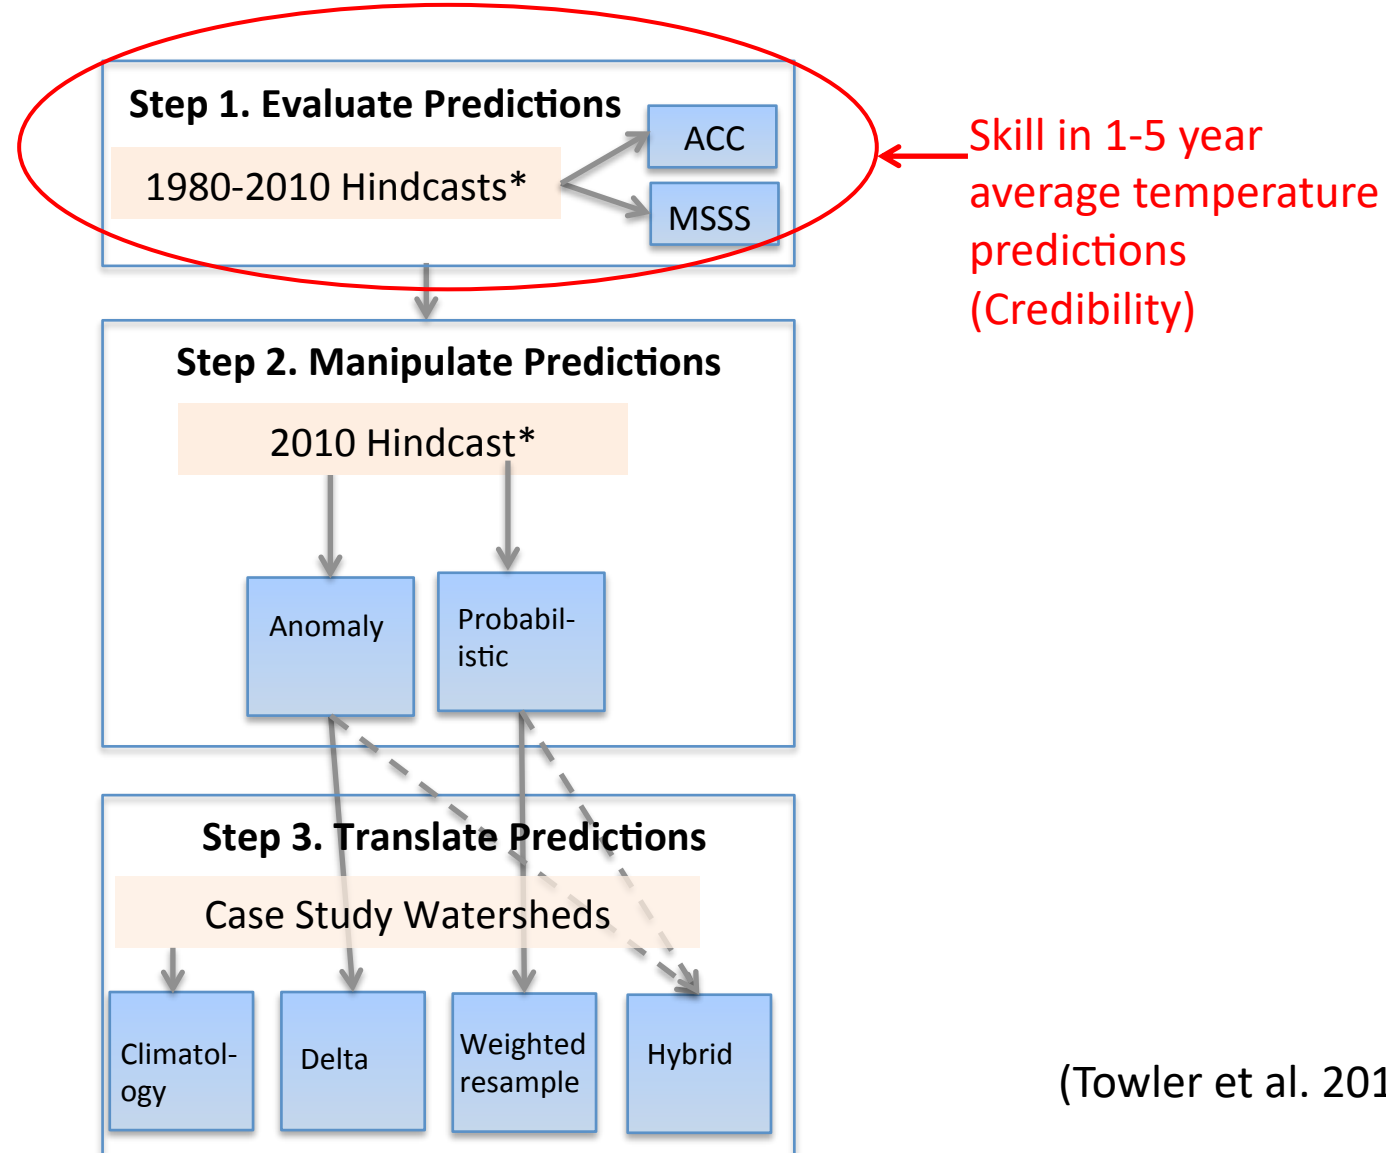 Step 1. Evaluate Predictions
1980-2010 Hindcasts*
ACC
MSSS
Skill in 1-5 year
average temperature
predictions
(Credibility)
Step 2. Manipulate Predictions
2010 Hindcast*
Anomaly
Probabil-
istic
Step 3. Translate Predictions
Case Study Watersheds
Climatol-
ogy
Delta
Weighted
resample
Hybrid
(Towler et al.